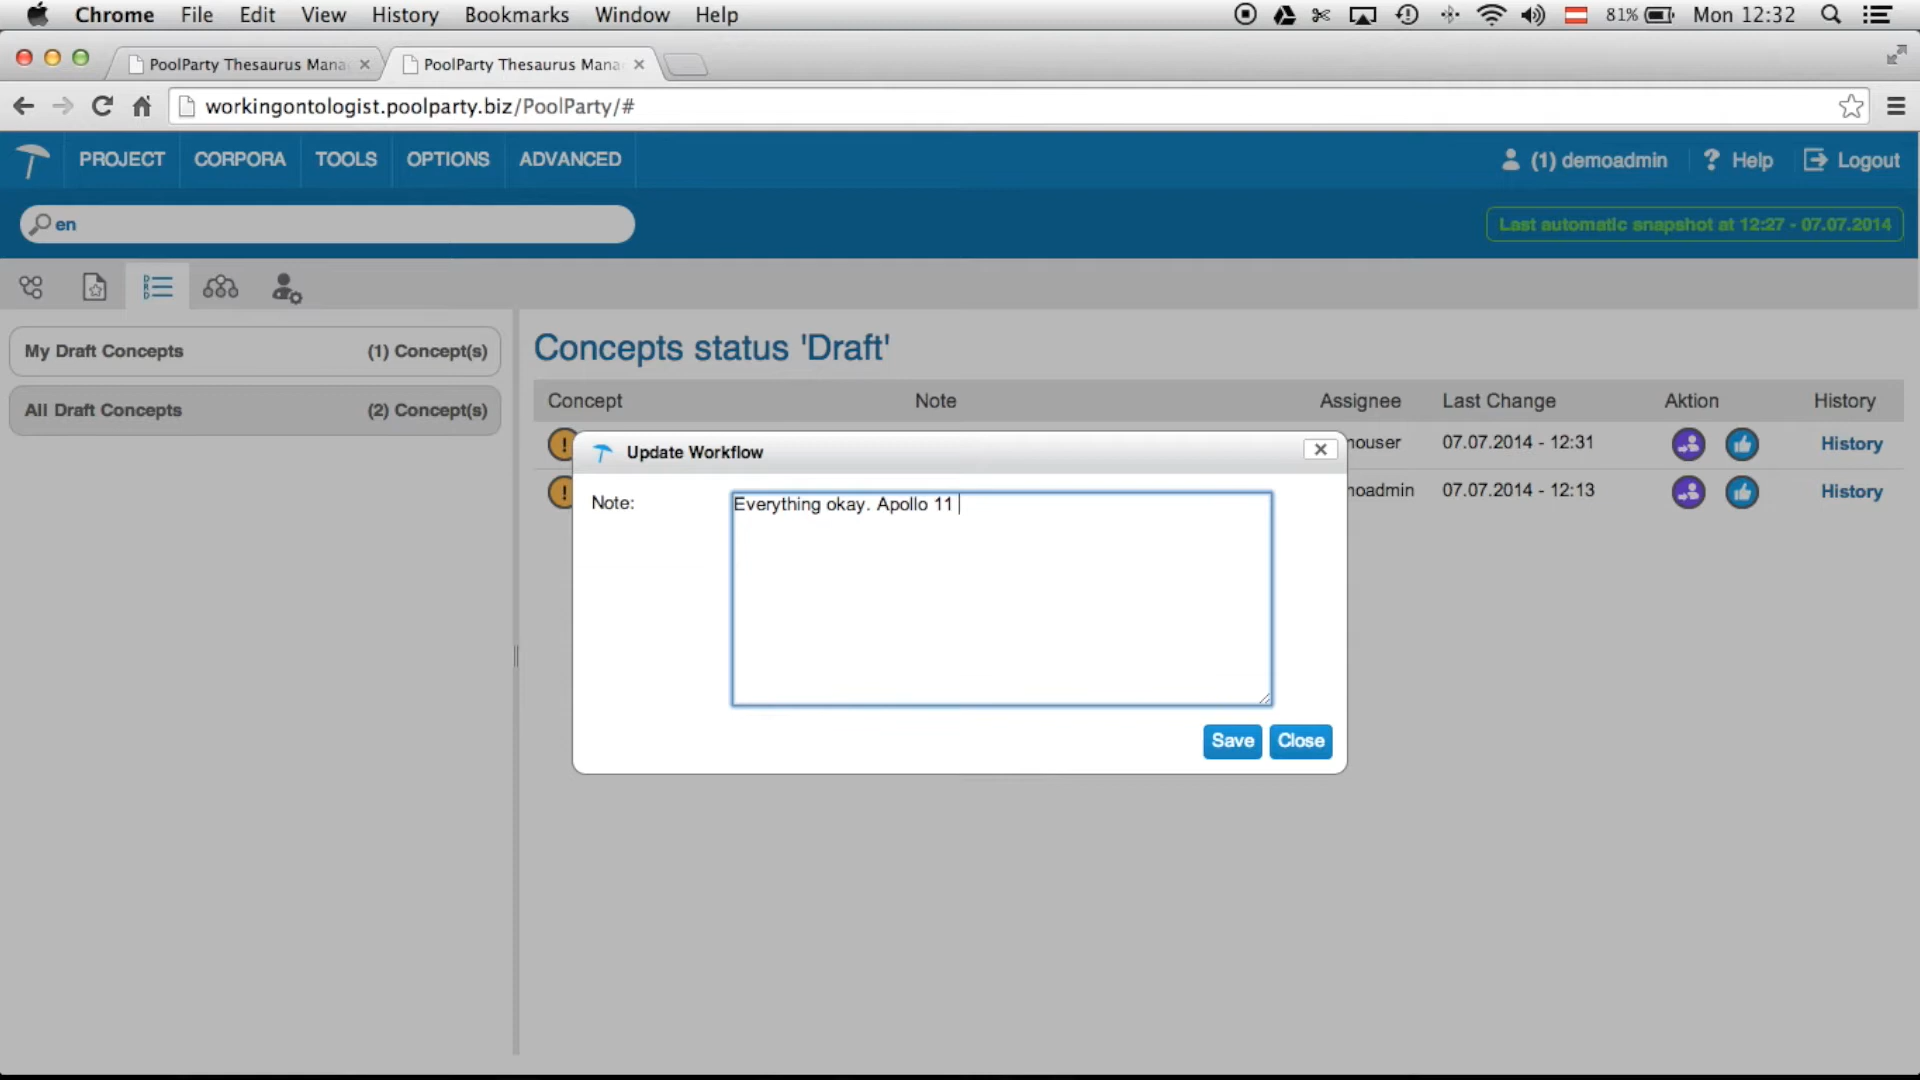 Chrome File Edit View History Bookmarks Window Help 81% Mon 12:32
PoolParty Thesaurus Mana PoolParty Thesaurus Mana
workingontologist.poolparty.biz/PoolParty/#
PROJECT CORPORA TOOLS OPTIONS ADVANCED (1) demoadmin ? Help Logout
en Last automatic snapshot at 12:27 - 07.07.2014
My Draft Concepts (1) Concept(s)
All Draft Concepts (2) Concept(s)
Concepts status 'Draft'
Concept Note Assignee Last Change Aktion History
! nouser 07.07.2014 - 12:31 History
! noadmin 07.07.2014 - 12:13 History
Update Workflow
Note: Everything okay. Apollo 11
Save Close